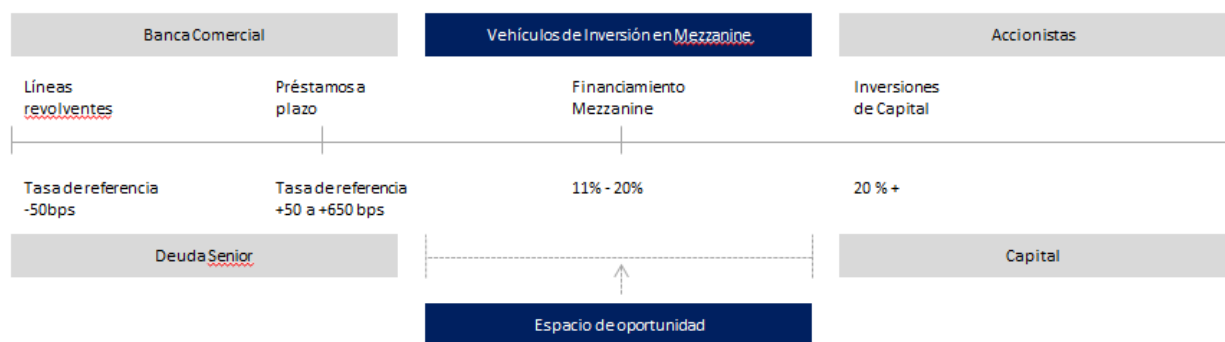 Banca Comercial
Vehículos de Inversión en Mezzanine
Accionistas
Líneas
revolventes
Préstamos a
plazo
Financiamiento
Mezzanine
Inversiones
de Capital
Tasa de referencia
-50bps
Tasa de referencia
+50 a +650 bps
11% - 20%
20 % +
Deuda Senior
Capital
Espacio de oportunidad